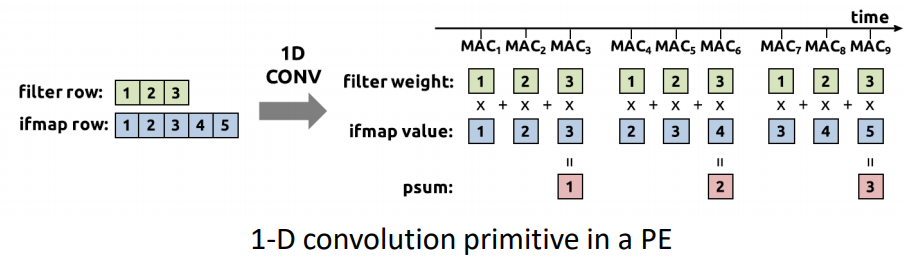 time
1D
CONV
MAC1 MAC2 MAC3 MAC4 MAC5 MAC6 MAC7 MAC8 MAC9
filter row: 1 2 3
ifmap row: 1 2 3 4 5
filter weight: 1 2 3 1 2 3 1 2 3
x + x + x x + x + x x + x + x
ifmap value: 1 2 3 2 3 4 3 4 5
= = =
psum: 1 2 3
1-D convolution primitive in a PE